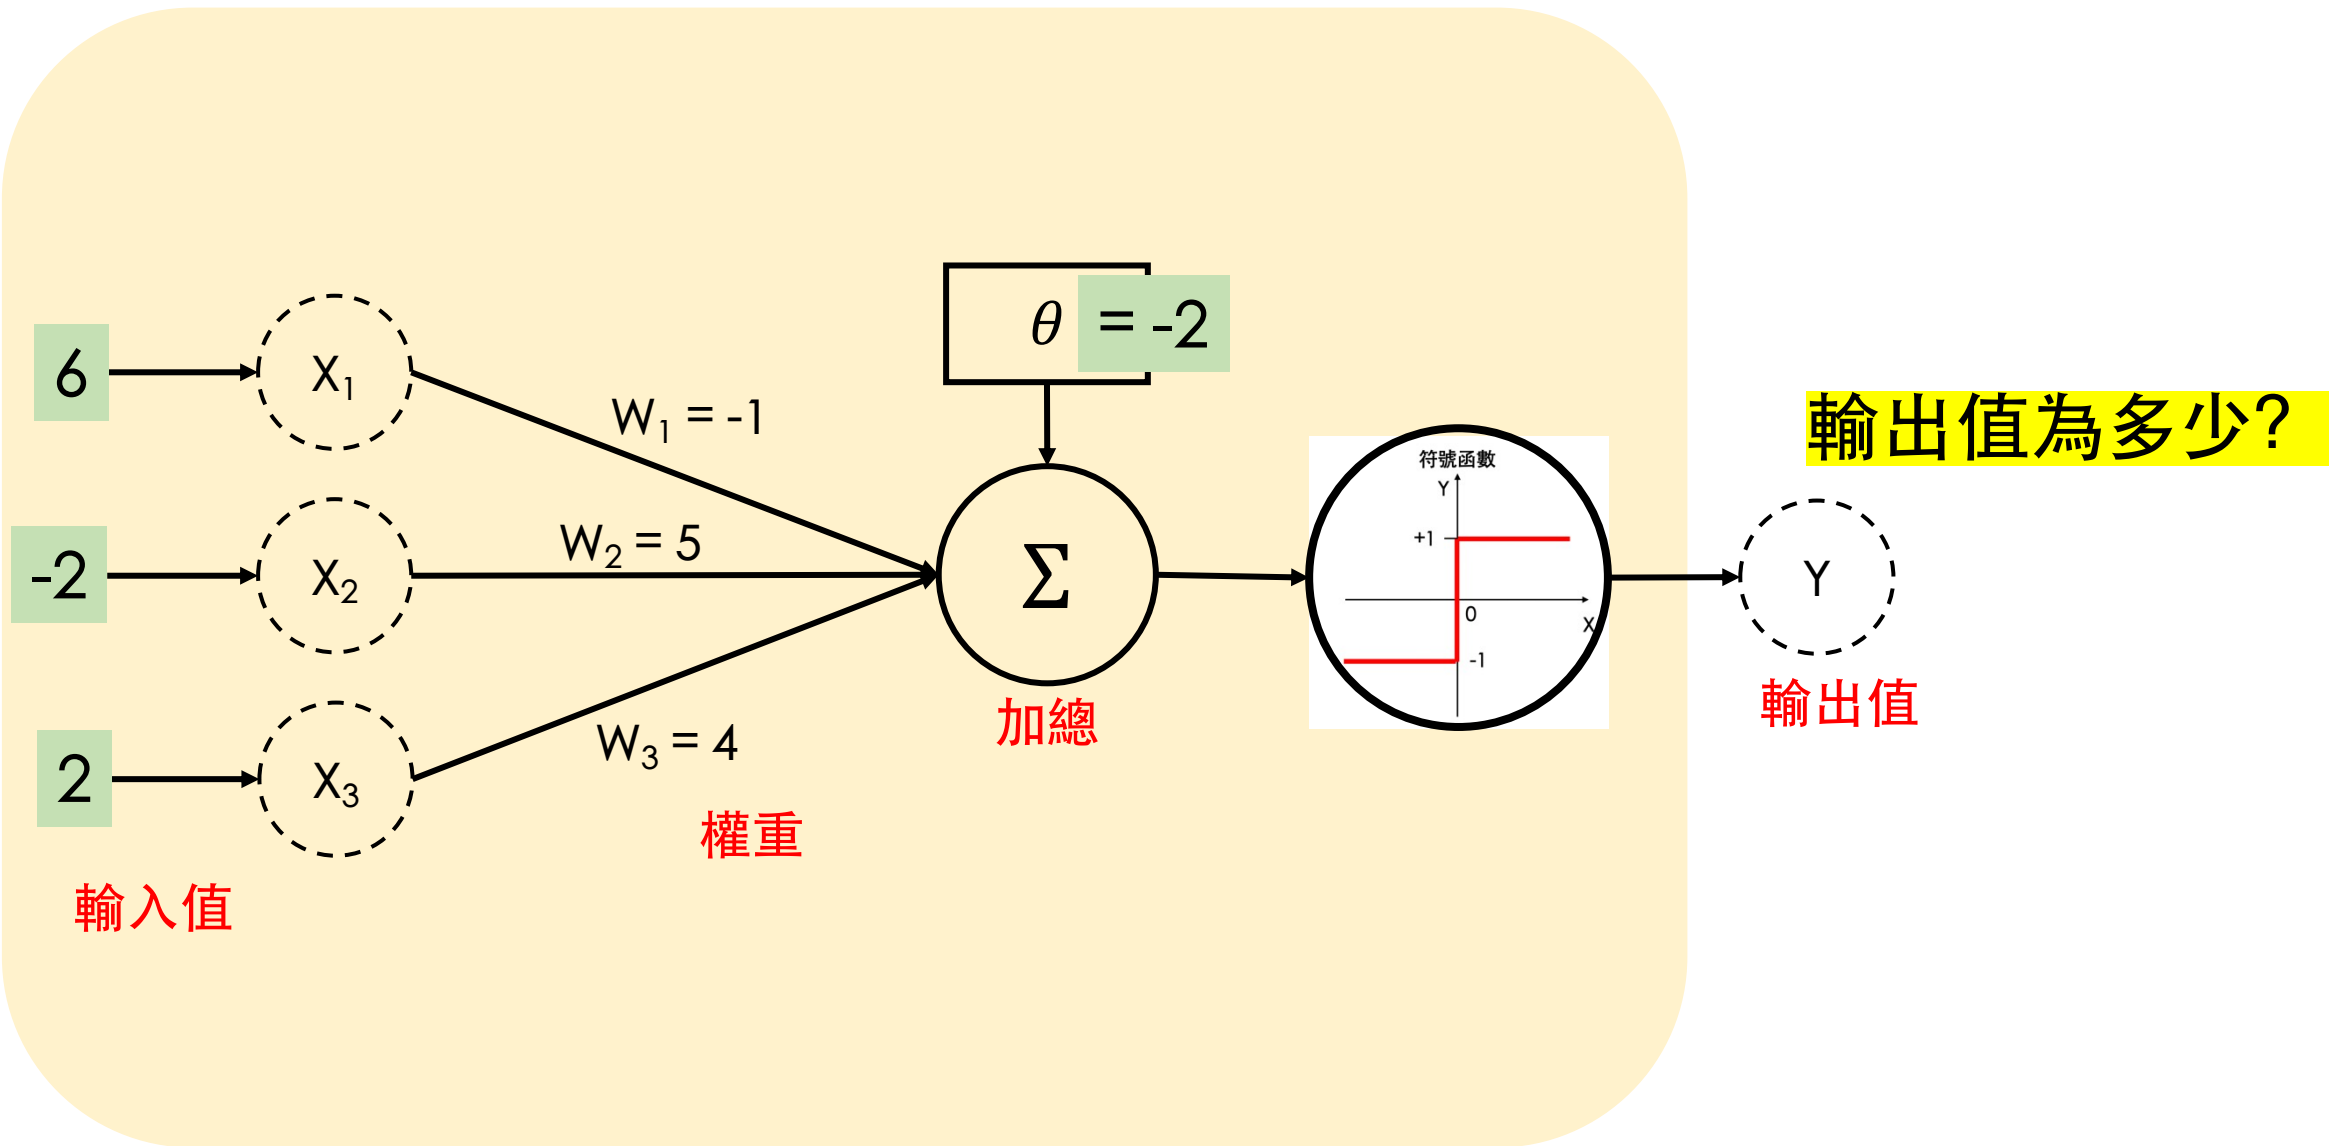 θ = -2
6
X1
W1 = -1
輸出值為多少?
符號函數
Y
+1
0
X
-1
-2
X2
W2 = 5
Σ
Y
加總
輸出值
2
X3
W3 = 4
權重
輸入值